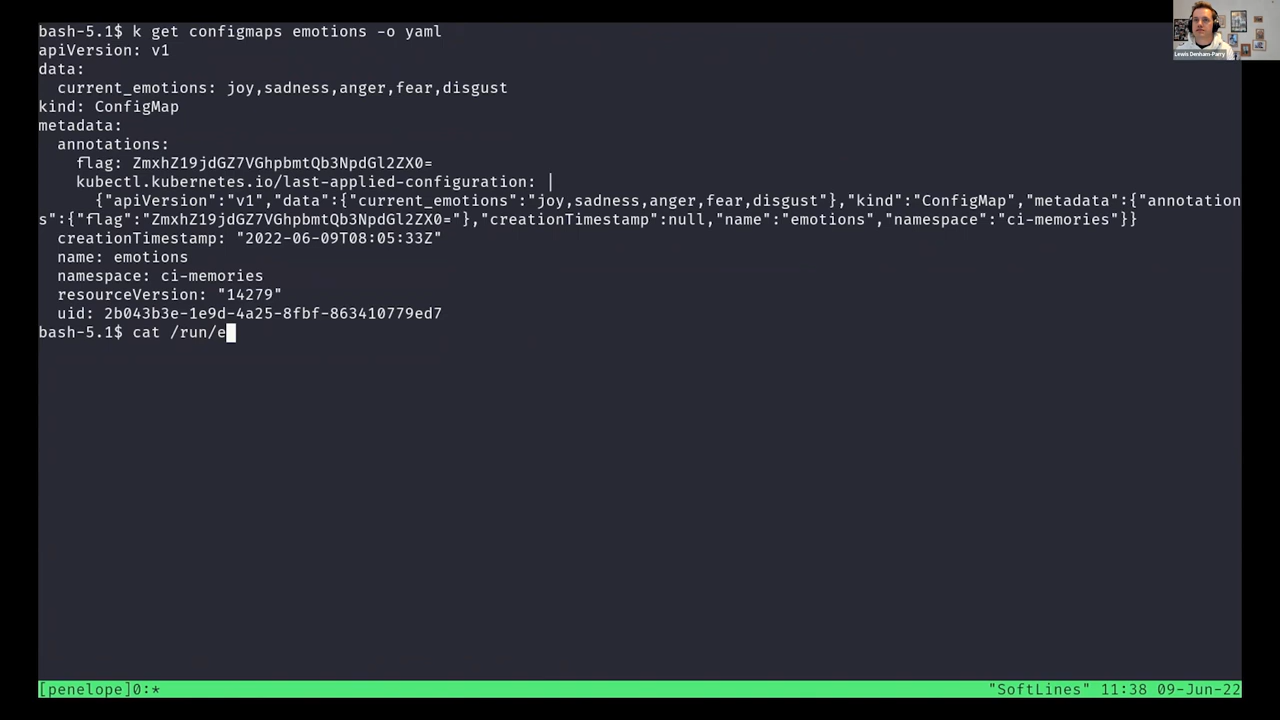 bash-5.1$ k get configmaps emotions -o yaml
apiVersion: v1
data:
  current_emotions: joy,sadness,anger,fear,disgust
kind: ConfigMap
metadata:
  annotations:
    flag: ZmxhZ19jdGZ7VGhpbmtQb3NpdGl2ZX0=
    kubectl.kubernetes.io/last-applied-configuration: |
      {"apiVersion":"v1","data":{"current_emotions":"joy,sadness,anger,fear,disgust"},"kind":"ConfigMap","metadata":{"annotation
s":{"flag":"ZmxhZ19jdGZ7VGhpbmtQb3NpdGl2ZX0="},"creationTimestamp":null,"name":"emotions","namespace":"ci-memories"}}
  creationTimestamp: "2022-06-09T08:05:33Z"
  name: emotions
  namespace: ci-memories
  resourceVersion: "14279"
  uid: 2b043b3e-1e9d-4a25-8fbf-863410779ed7
bash-5.1$ cat /run/e
Lewis Denham-Parry
[penelope]0:* "SoftLines" 11:38 09-Jun-22